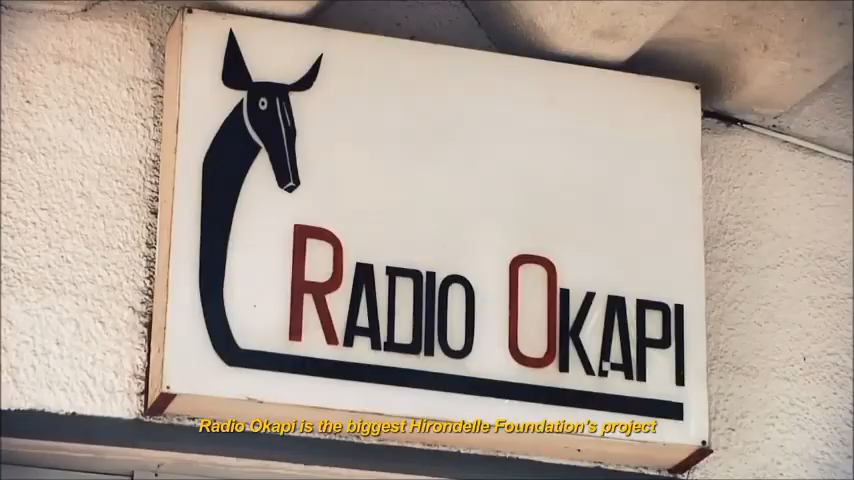 RADIO OKAPI
Radio Okapi is the biggest Hirondelle Foundation's project